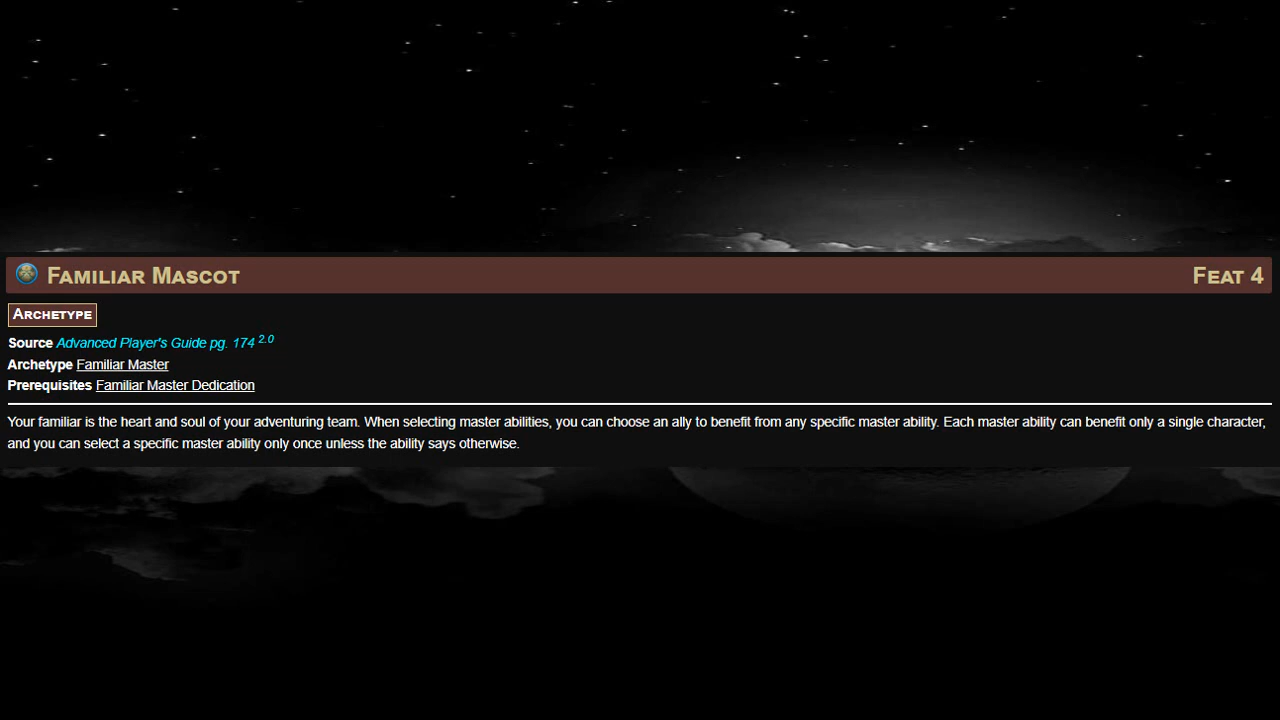 Familiar Mascot Feat 4
Archetype
Source Advanced Player's Guide pg. 174 2.0
Archetype Familiar Master
Prerequisites Familiar Master Dedication
Your familiar is the heart and soul of your adventuring team. When selecting master abilities, you can choose an ally to benefit from any specific master ability. Each master ability can benefit only a single character,
and you can select a specific master ability only once unless the ability says otherwise.